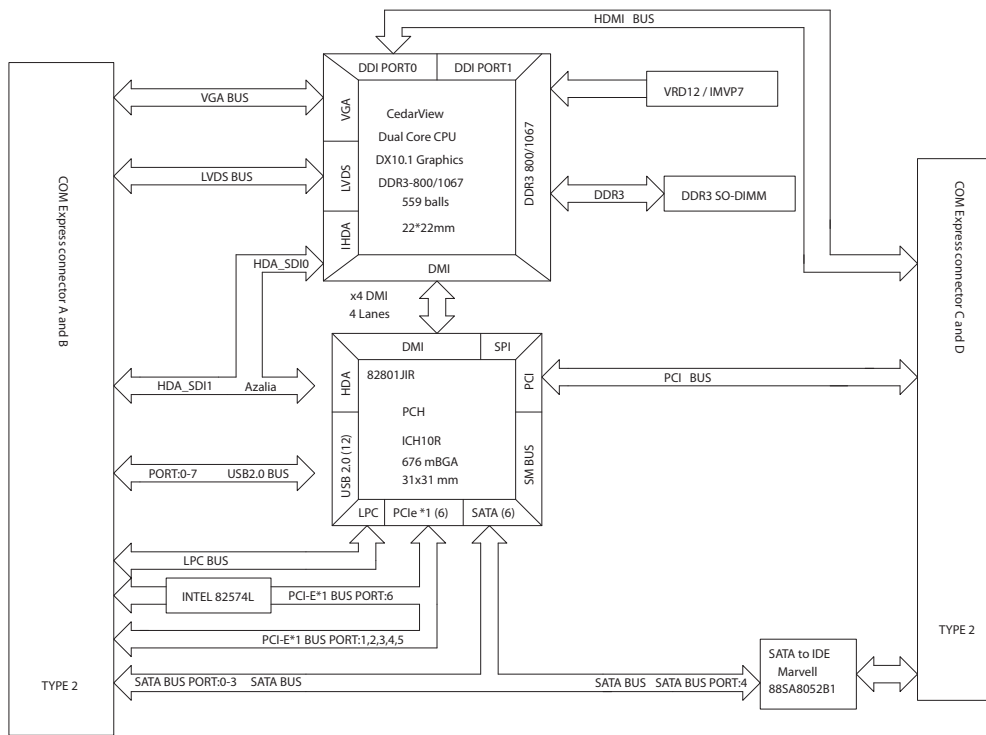 HDMI BUS
DDI PORT0
DDI PORT1
VGA BUS
VGA
CedarView
Dual Core CPU
DX10.1 Graphics
DDR3-800/1067
559 balls
22*22mm
DDR3 800/1067
VRD12 / IMVP7
LVDS BUS
LVDS
DDR3
DDR3 SO-DIMM
IHDA
HDA_SDI0
DMI
COM Express connector A and B
COM Express connector C and D
x4 DMI
4 Lanes
DMI
SPI
HDA
82801JIR
PCI
PCI BUS
HDA_SDI1
Azalia
PCH
ICH10R
676 mBGA
31x31 mm
USB 2.0 (12)
SM BUS
PORT:0-7
USB2.0 BUS
LPC
PCIe *1 (6)
SATA (6)
LPC BUS
INTEL 82574L
PCI-E*1 BUS PORT:6
PCI-E*1 BUS PORT:1,2,3,4,5
TYPE 2
SATA to IDE
Marvell
88SA8052B1
TYPE 2
SATA BUS PORT:0-3
SATA BUS
SATA BUS
SATA BUS PORT:4